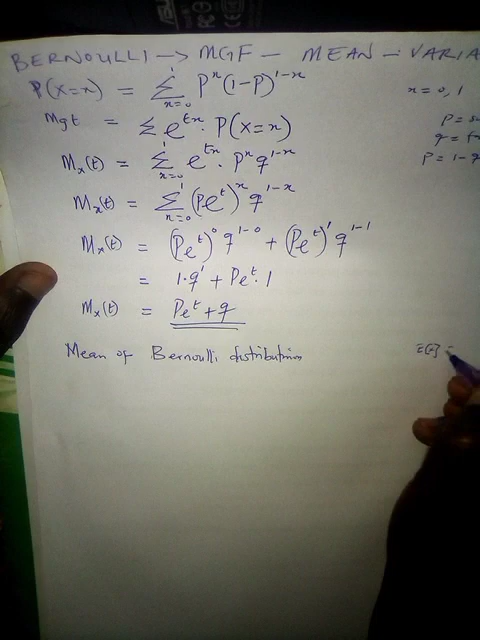 BERNOULLI → MGF - MEAN - VARIA
P(X=x) = Σ_{x=0}^{1} P^x (1-P)^{1-x} x = 0, 1
Mgt = Σ e^{tx} . P(X=x) P = su
M_x(t) = Σ_{x=0}^{1} e^{tx} . P^x q^{1-x} P = 1-q
M_x(t) = Σ_{x=0}^{1} (Pe^t)^x q^{1-x}
M_x(t) = (Pe^t)^0 q^{1-0} + (Pe^t)^1 q^{1-1}
= 1.q^1 + Pe^t . 1
M_x(t) = Pe^t + q
Mean of Bernoulli distribution E(x) =